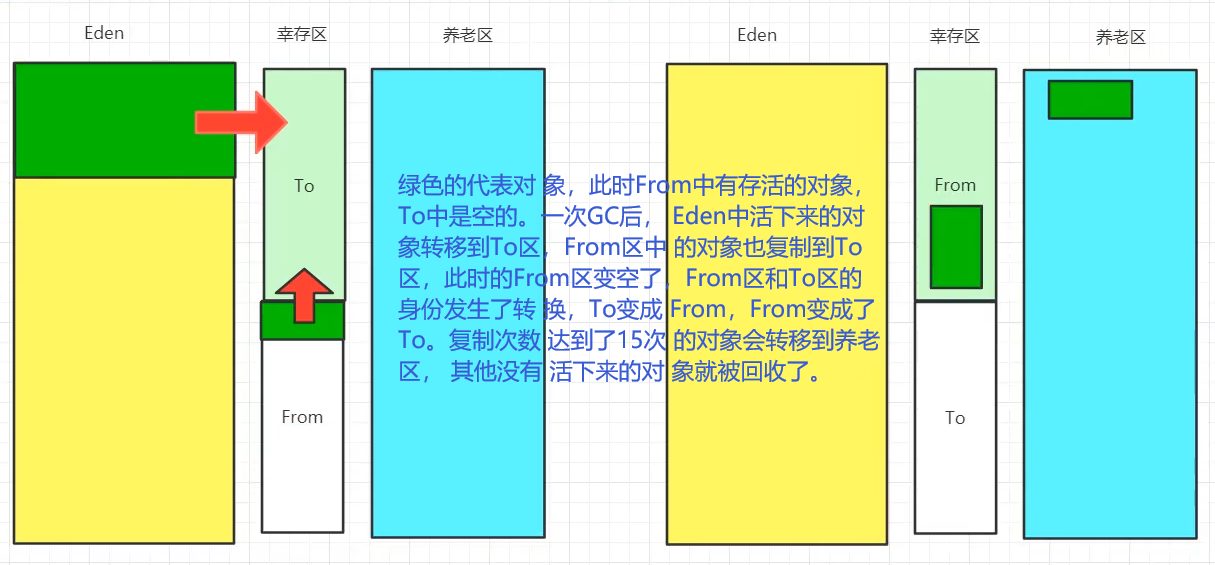 Eden
幸存区
养老区
Eden
幸存区
养老区
To
From
From
To
绿色的代表对 象，此时From中有存活的对象，
To中是空的。一次GC后， Eden中活下来的对
象转移到To区，From区中 的对象也复制到To
区，此时的From区变空了，From区和To区的
身份发生了转 换，To变成 From，From变成了
To。复制次数 达到了15次 的对象会转移到养老
区， 其他没有 活下来的对 象就被回收了。